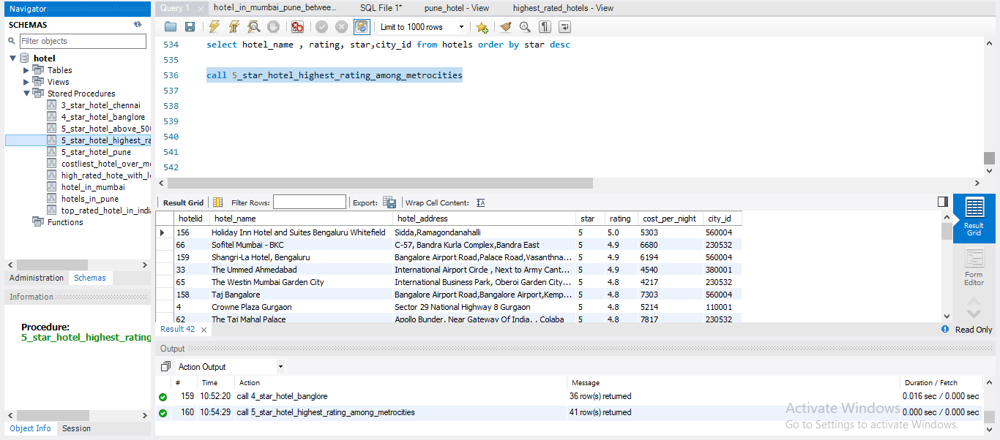 Navigator
SCHEMAS
Filter objects
hotel
Tables
Views
Stored Procedures
3_star_hotel_chennai
4_star_hotel_banglore
5_star_hotel_above_50
5_star_hotel_highest_ra
5_star_hotel_pune
costliest_hotel_over_m
high_rated_hote_with_l
hotel_in_mumbai
hotels_in_pune
top_rated_hotel_in_indi
Functions
Administration Schemas
Information
Procedure:
5_star_hotel_highest_rating
Object Info Session
Query 1 hotel_in_mumbai_pune_betwee... SQL File 1* pune_hotel - View highest_rated_hotels - View
Limit to 1000 rows
534 select hotel_name , rating, star,city_id from hotels order by star desc
535
536 call 5_star_hotel_highest_rating_among_metrocities
537
538
539
540
541
542
Result Grid Filter Rows: Export: Wrap Cell Content:
hotelid hotel_name hotel_address star rating cost_per_night city_id
156 Holiday Inn Hotel and Suites Bengaluru Whitefield Sidda,Ramagondanahalli 5 5.0 5303 560004
66 Sofitel Mumbai - BKC C-57, Bandra Kurla Complex,Bandra East 5 4.9 6680 230532
159 Shangri-La Hotel, Bengaluru Bangalore Airport Road,Palace Road,Vasanthna... 5 4.9 6194 560004
33 The Ummed Ahmedabad International Airport Circle , Next to Army Cant... 5 4.9 4540 380001
65 The Westin Mumbai Garden City International Business Park, Oberoi Garden City... 5 4.8 4217 230532
158 Taj Bangalore Bangalore Airport Road,Bangalore Airport,Kemp... 5 4.8 7303 560004
4 Crowne Plaza Gurgaon Sector 29 National Highway 8 Gurgaon 5 4.8 5214 110001
62 The Taj Mahal Palace Apollo Bunder, Near Gateway Of India, , Colaba 5 4.8 7817 230532
Result Grid
Form Editor
Result 42 Read Only
Output
Action Output
# Time Action Message Duration / Fetch
159 10:52:20 call 4_star_hotel_banglore 36 row(s) returned 0.016 sec / 0.000 sec
160 10:54:29 call 5_star_hotel_highest_rating_among_metrocities 41 row(s) returned 0.000 sec / 0.000 sec
Activate Windows
Go to Settings to activate Windows.